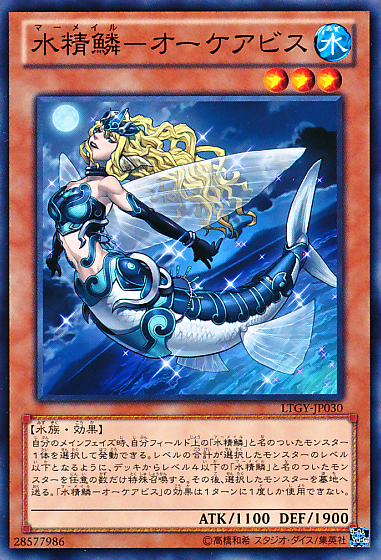 マーメイル
水精鱗-オーケアビス
水
LTGY-JP030
【水族・効果】
自分のメインフェイズ時、自分フィールド上の「水精鱗」と名のついたモンスター
1体を選択して発動できる。レベルの合計が選択したモンスターのレベル
以下となるように、デッキからレベル4以下の「水精鱗」と名のついたモンス
ターを任意の数だけ特殊召喚する。その後、選択したモンスターを墓地へ
送る。「水精鱗-オーケアビス」の効果は1ターンに1度しか使用できない。
ATK/1100 DEF/1900
28577986
©高橋和希 スタジオ・ダイス/集英社